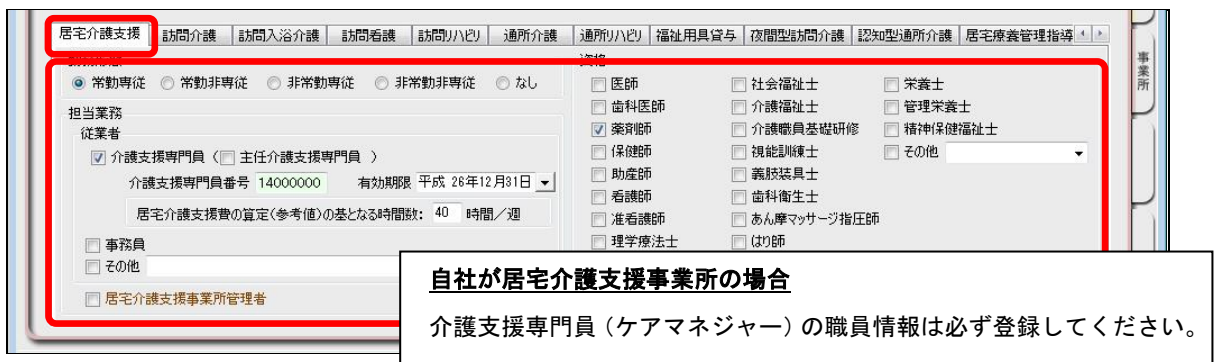 居宅介護支援 訪問介護 訪問入浴介護 訪問看護 訪問リハビリ 通所介護 通所リハビリ 福祉用具貸与 夜間型訪問介護 認知型通所介護 居宅療養管理指導
事業所
資格
常勤専従 常勤非専従 非常勤専従 非常勤非専従 なし
担当業務
従業者
介護支援専門員 ( 主任介護支援専門員 )
介護支援専門員番号 14000000 有効期限 平成 26年12月31日
居宅介護支援費の算定(参考値)の基となる時間数: 40 時間/週
事務員
その他
居宅介護支援事業所管理者
医師
歯科医師
薬剤師
保健師
助産師
看護師
准看護師
理学療法士
社会福祉士
介護福祉士
介護職員基礎研修
視能訓練士
義肢装具士
歯科衛生士
あん摩マッサージ指圧師
はり師
栄養士
管理栄養士
精神保健福祉士
その他
自社が居宅介護支援事業所の場合
介護支援専門員(ケアマネジャー)の職員情報は必ず登録してください。